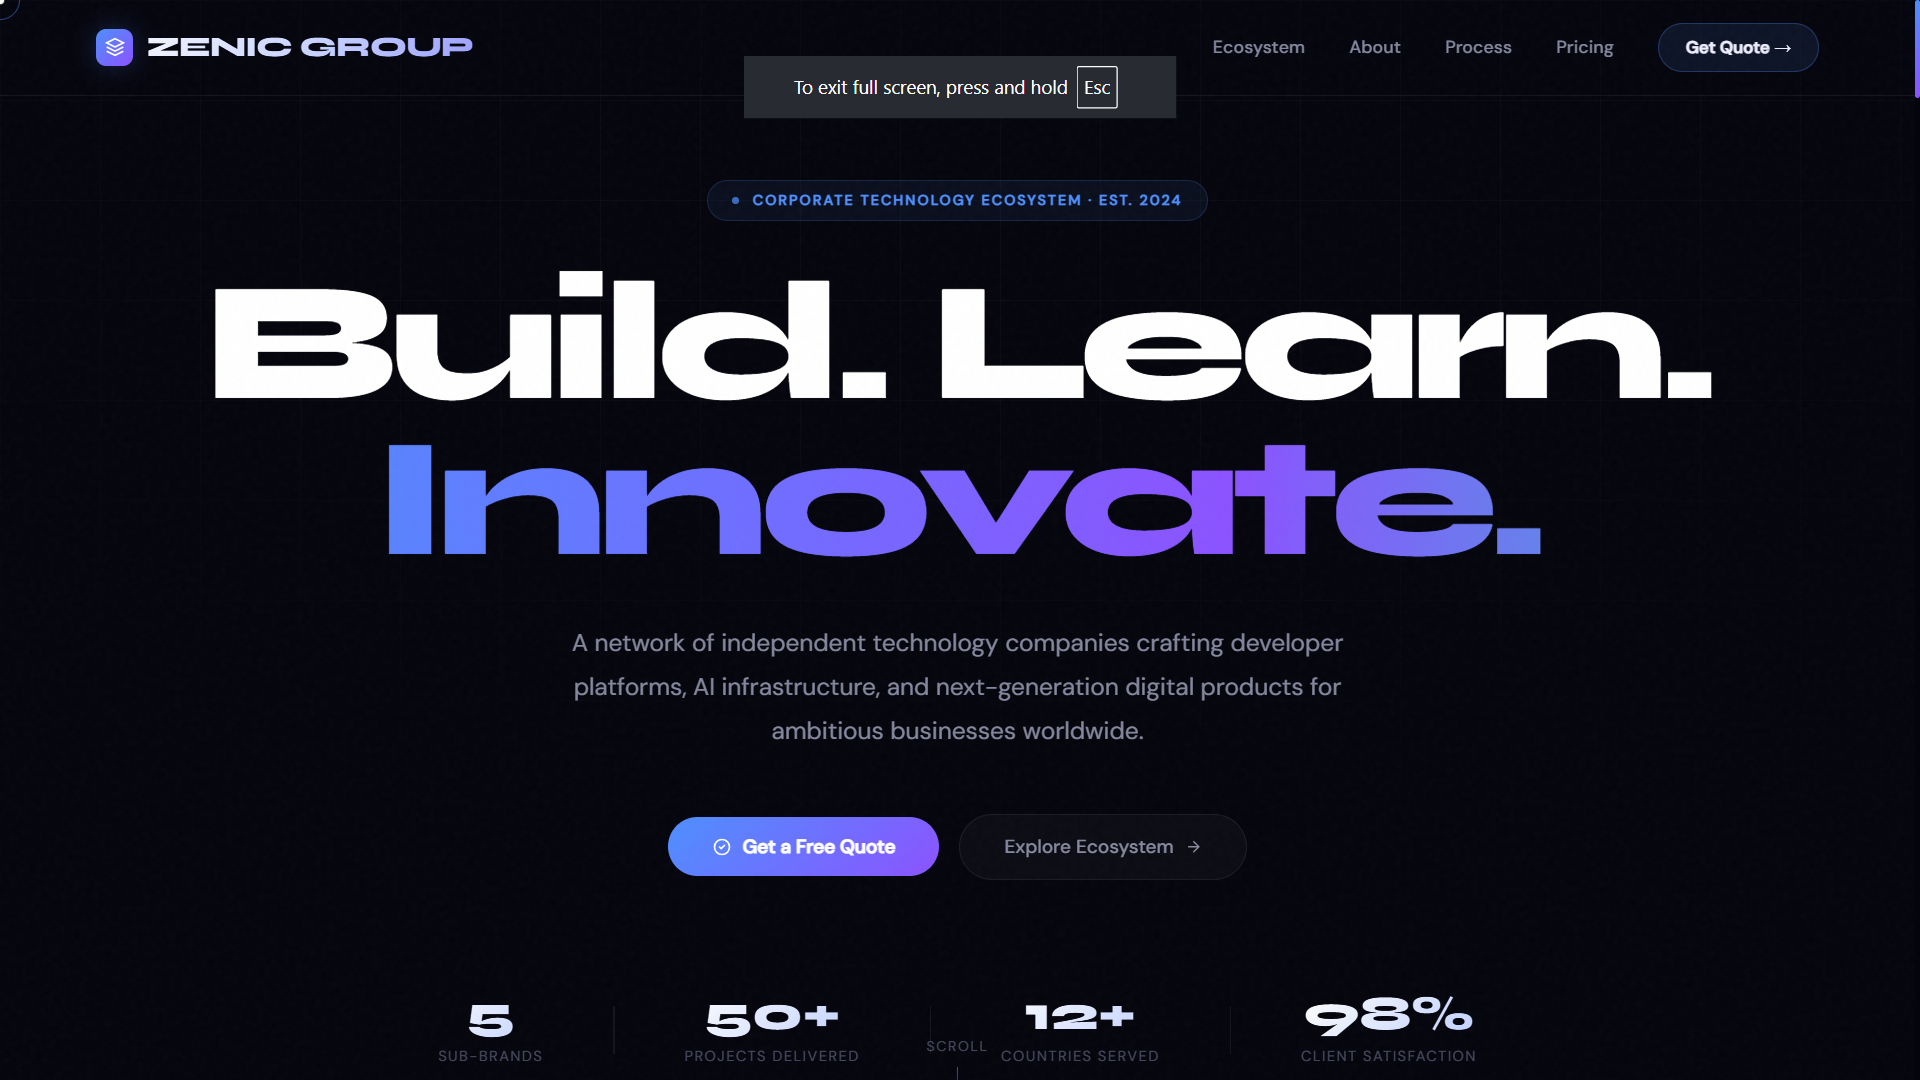 ZENIC GROUP
Ecosystem
About
Process
Pricing
Get Quote →
To exit full screen, press and hold Esc
CORPORATE TECHNOLOGY ECOSYSTEM · EST. 2024
Build. Learn.
Innovate.
A network of independent technology companies crafting developer
platforms, AI infrastructure, and next-generation digital products for
ambitious businesses worldwide.
Get a Free Quote
Explore Ecosystem →
5
SUB-BRANDS
50+
PROJECTS DELIVERED
SCROLL
12+
COUNTRIES SERVED
98%
CLIENT SATISFACTION